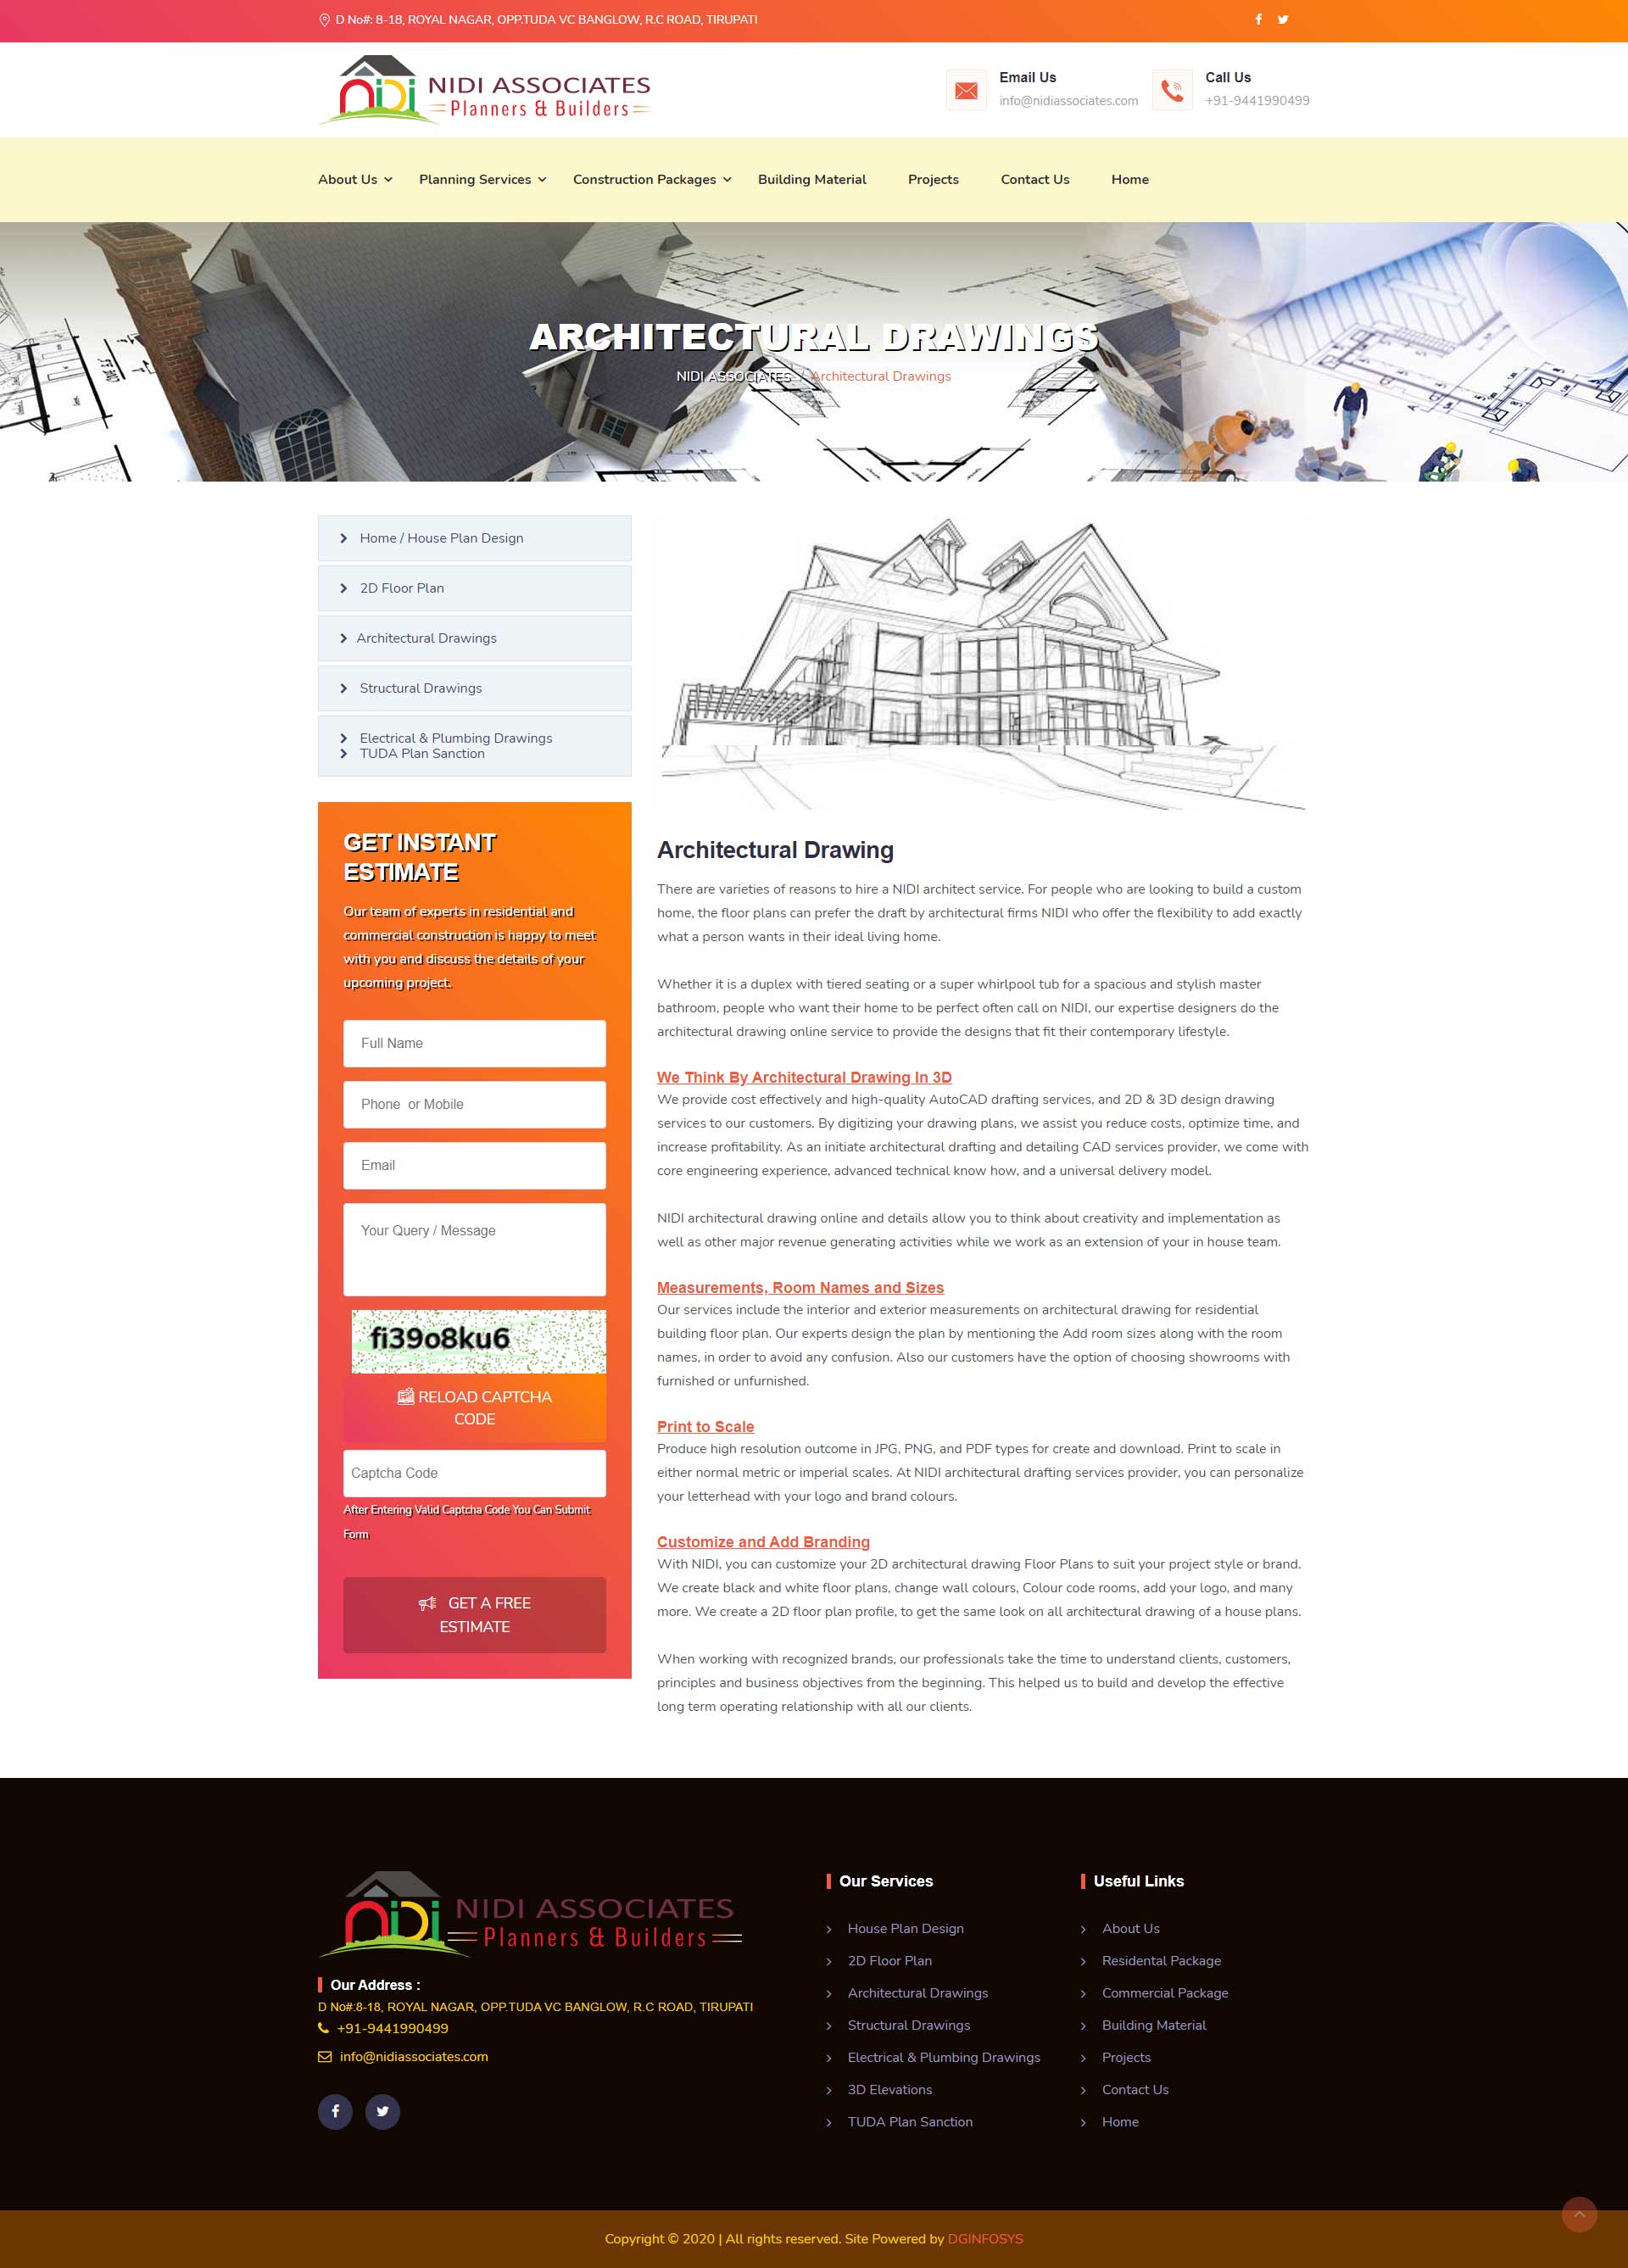 D No#: 8-18, ROYAL NAGAR, OPP.TUDA VC BANGLOW, R.C ROAD, TIRUPATI
NIDI ASSOCIATES
Planners & Builders
Email Us
info@nidiassociates.com
Call Us
+91-9441990499
About Us
Planning Services
Construction Packages
Building Material
Projects
Contact Us
Home
ARCHITECTURAL DRAWINGS
NIDI ASSOCIATES / Architectural Drawings
Home / House Plan Design
2D Floor Plan
Architectural Drawings
Structural Drawings
Electrical & Plumbing Drawings
TUDA Plan Sanction
GET INSTANT
ESTIMATE
Our team of experts in residential and
commercial construction is happy to meet
with you and discuss the details of your
upcoming project.
Full Name
Phone or Mobile
Email
Your Query / Message
fi39o8ku6
RELOAD CAPTCHA
CODE
Captcha Code
After Entering Valid Captcha Code You Can Submit
Form
GET A FREE
ESTIMATE
Architectural Drawing
There are varieties of reasons to hire a NIDI architect service. For people who are looking to build a custom
home, the floor plans can prefer the draft by architectural firms NIDI who offer the flexibility to add exactly
what a person wants in their ideal living home.
Whether it is a duplex with tiered seating or a super whirlpool tub for a spacious and stylish master
bathroom, people who want their home to be perfect often call on NIDI, our expertise designers do the
architectural drawing online service to provide the designs that fit their contemporary lifestyle.
We Think By Architectural Drawing In 3D
We provide cost effectively and high-quality AutoCAD drafting services, and 2D & 3D design drawing
services to our customers. By digitizing your drawing plans, we assist you reduce costs, optimize time, and
increase profitability. As an initiate architectural drafting and detailing CAD services provider, we come with
core engineering experience, advanced technical know how, and a universal delivery model.
NIDI architectural drawing online and details allow you to think about creativity and implementation as
well as other major revenue generating activities while we work as an extension of your in house team.
Measurements, Room Names and Sizes
Our services include the interior and exterior measurements on architectural drawing for residential
building floor plan. Our experts design the plan by mentioning the Add room sizes along with the room
names, in order to avoid any confusion. Also our customers have the option of choosing showrooms with
furnished or unfurnished.
Print to Scale
Produce high resolution outcome in JPG, PNG, and PDF types for create and download. Print to scale in
either normal metric or imperial scales. At NIDI architectural drafting services provider, you can personalize
your letterhead with your logo and brand colours.
Customize and Add Branding
With NIDI, you can customize your 2D architectural drawing Floor Plans to suit your project style or brand.
We create black and white floor plans, change wall colours, Colour code rooms, add your logo, and many
more. We create a 2D floor plan profile, to get the same look on all architectural drawing of a house plans.
When working with recognized brands, our professionals take the time to understand clients, customers,
principles and business objectives from the beginning. This helped us to build and develop the effective
long term operating relationship with all our clients.
NIDI ASSOCIATES
Planners & Builders
Our Address :
D No#:8-18, ROYAL NAGAR, OPP.TUDA VC BANGLOW, R.C ROAD, TIRUPATI
+91-9441990499
info@nidiassociates.com
Our Services
House Plan Design
2D Floor Plan
Architectural Drawings
Structural Drawings
Electrical & Plumbing Drawings
3D Elevations
TUDA Plan Sanction
Useful Links
About Us
Residental Package
Commercial Package
Building Material
Projects
Contact Us
Home
Copyright © 2020 | All rights reserved. Site Powered by DGINFOSYS